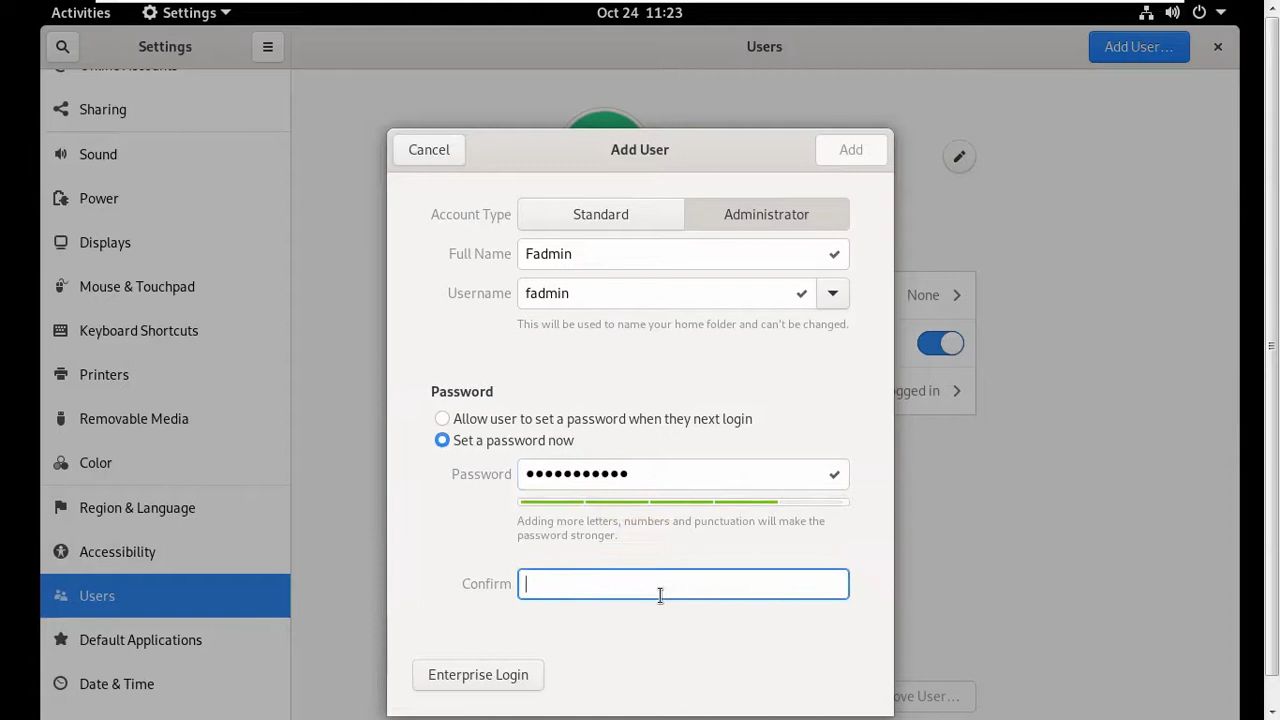 Activities
Settings
Oct 24 11:23
Settings
Users
Add User...
Sharing
Sound
Power
Displays
Mouse & Touchpad
Keyboard Shortcuts
Printers
Removable Media
Color
Region & Language
Accessibility
Users
Default Applications
Date & Time
Cancel
Add User
Add
Account Type
Standard
Administrator
Full Name
Fadmin
Username
fadmin
This will be used to name your home folder and can't be changed.
Password
Allow user to set a password when they next login
Set a password now
Password
●●●●●●●●●●●
Adding more letters, numbers and punctuation will make the
password stronger.
Confirm
Enterprise Login
None
in
User...